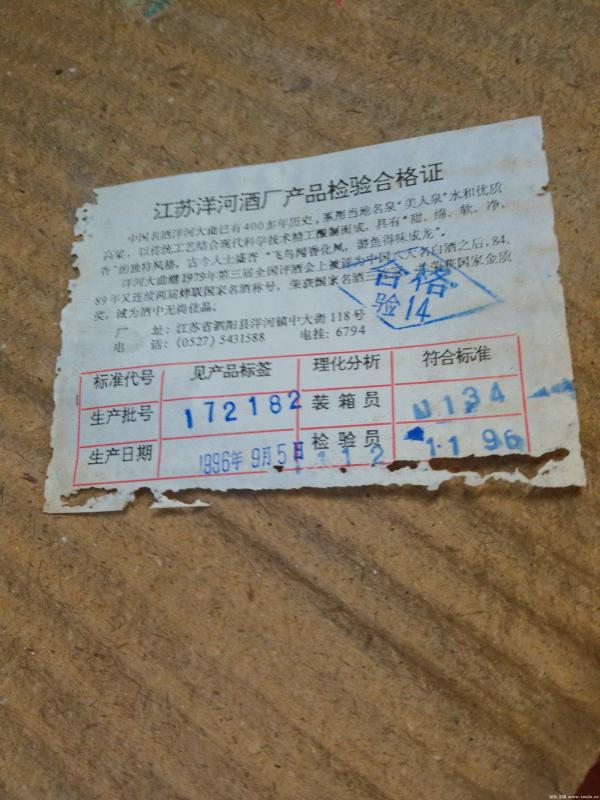 江苏洋河酒厂产品检验合格证
中国名酒洋河大曲已有400多年历史。系用当地名泉“美人泉”水和优质
高粱，以传统工艺结合现代科学技术精工酿制而成，具有“甜、绵、软、净、
香”的独特风格，古今人士盛誉“飞鸟闻香化凤，游鱼得味成龙”。
洋河大曲继1979年第三届全国评酒会上被评为中国八大名白酒之后，84，
89年又连续两届蝉联国家名酒称号，荣获国家名酒 荣获国家金质
奖，诚为酒中无尚佳品。
合格
验14
厂 址：江苏省泗阳县洋河镇中大街118号
电 话：（0527）5431588 电挂：6794
标准代号 见产品标签 理化分析 符合标准
生产批号 172182 装箱员 134
生产日期 1996年9月5日 检验员 11 96
112